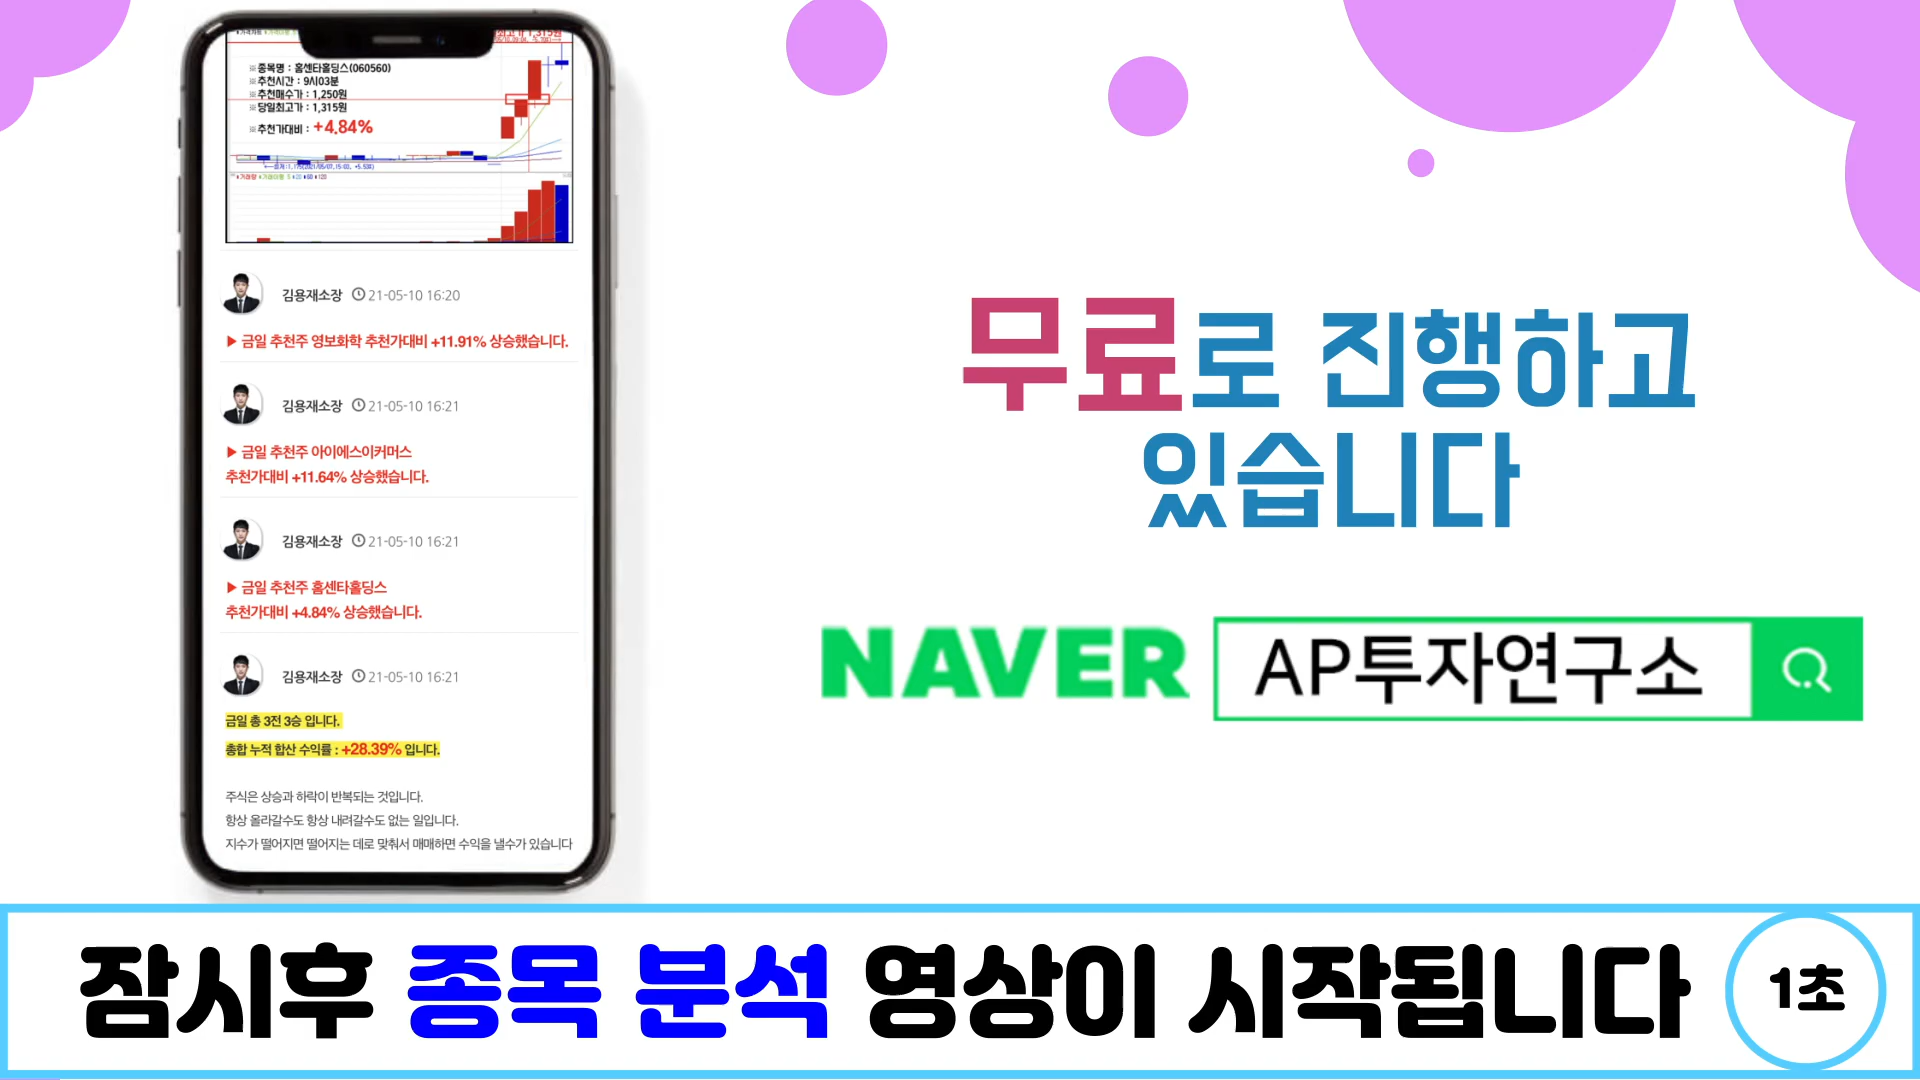 ※종목명 : 홈센타홀딩스(060560)
※추천시간 : 9시03분
※추천매수가 : 1,250원
※당일최고가 : 1,315원
※추천가대비 : +4.84%
김용재소장 21-05-10 16:20
▶ 금일 추천주 영보화학 추천가대비 +11.91% 상승했습니다.
김용재소장 21-05-10 16:21
▶ 금일 추천주 아이에스이커머스
추천가대비 +11.64% 상승했습니다.
김용재소장 21-05-10 16:21
▶ 금일 추천주 홈센타홀딩스
추천가대비 +4.84% 상승했습니다.
김용재소장 21-05-10 16:21
금일 총 3전 3승 입니다.
총합 누적 합산 수익률 : +28.39% 입니다.
주식은 상승과 하락이 반복되는 것입니다.
항상 올라갈수도 항상 내려갈수도 없는 일입니다.
지수가 떨어지면 떨어지는 데로 맞춰서 매매하면 수익을 낼수가 있습니다
무료로 진행하고
있습니다
NAVER AP투자연구소
잠시후 종목 분석 영상이 시작됩니다 1초